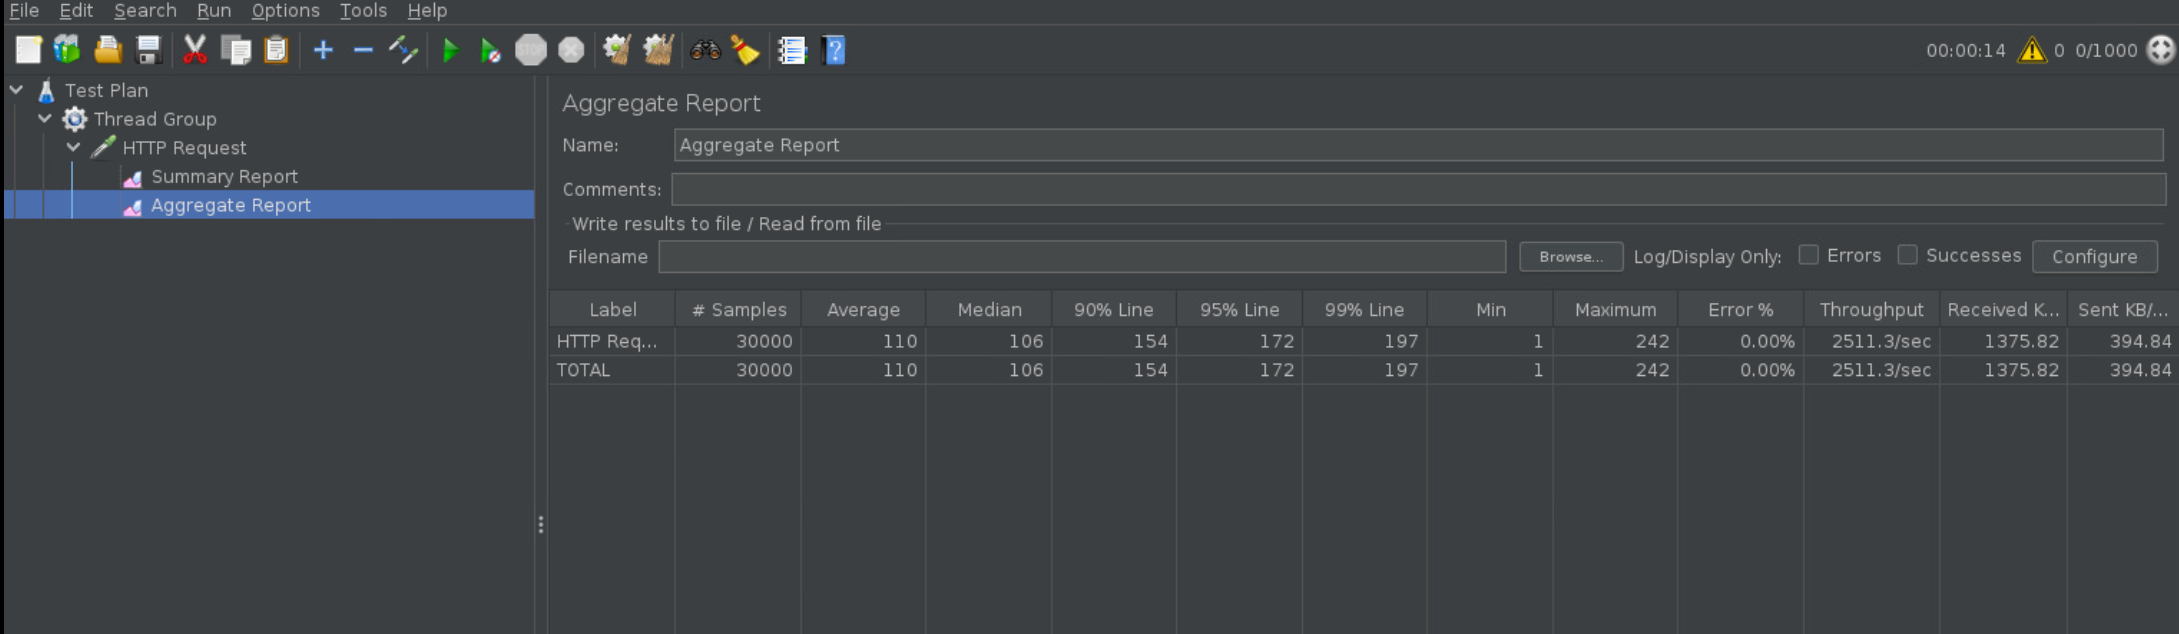 File Edit Search Run Options Tools Help
STOP 00:00:14 0 0/1000
Test Plan
Thread Group
HTTP Request
Summary Report
Aggregate Report
Aggregate Report
Name: Aggregate Report
Comments:
Write results to file / Read from file
Filename Browse... Log/Display Only: Errors Successes Configure
Label # Samples Average Median 90% Line 95% Line 99% Line Min Maximum Error % Throughput Received K... Sent KB/...
HTTP Req... 30000 110 106 154 172 197 1 242 0.00% 2511.3/sec 1375.82 394.84
TOTAL 30000 110 106 154 172 197 1 242 0.00% 2511.3/sec 1375.82 394.84